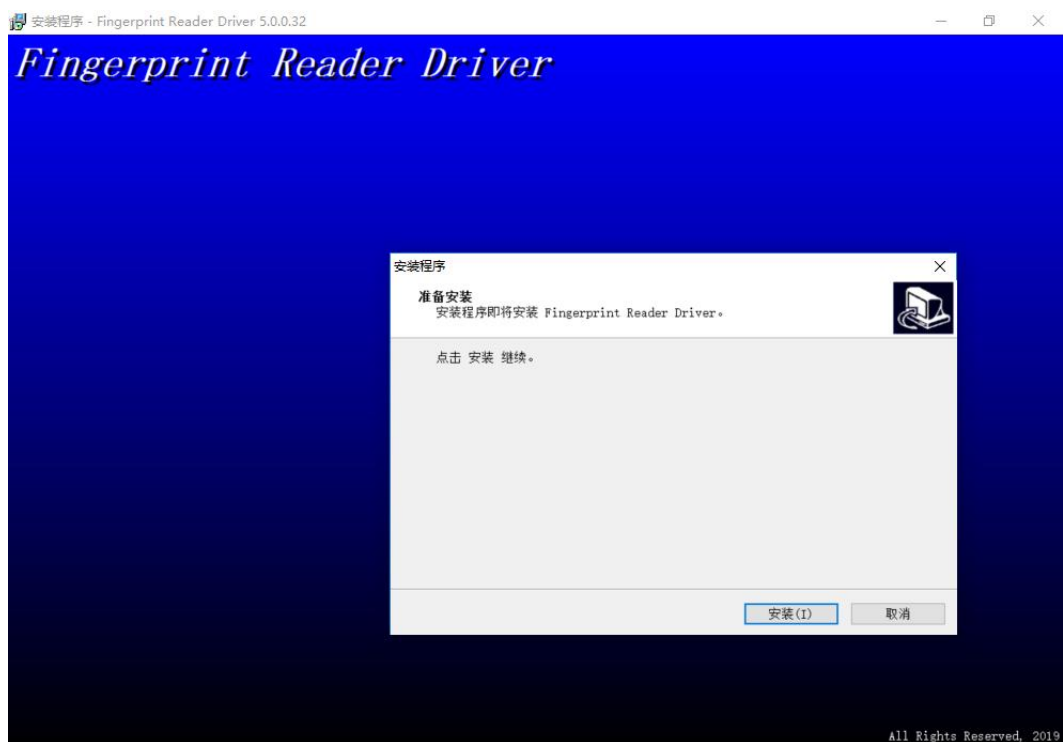 安装程序 - Fingerprint Reader Driver 5.0.0.32
Fingerprint Reader Driver
安装程序
准备安装
安装程序即将安装 Fingerprint Reader Driver。
点击 安装 继续。
安装(I)
取消
All Rights Reserved, 2019